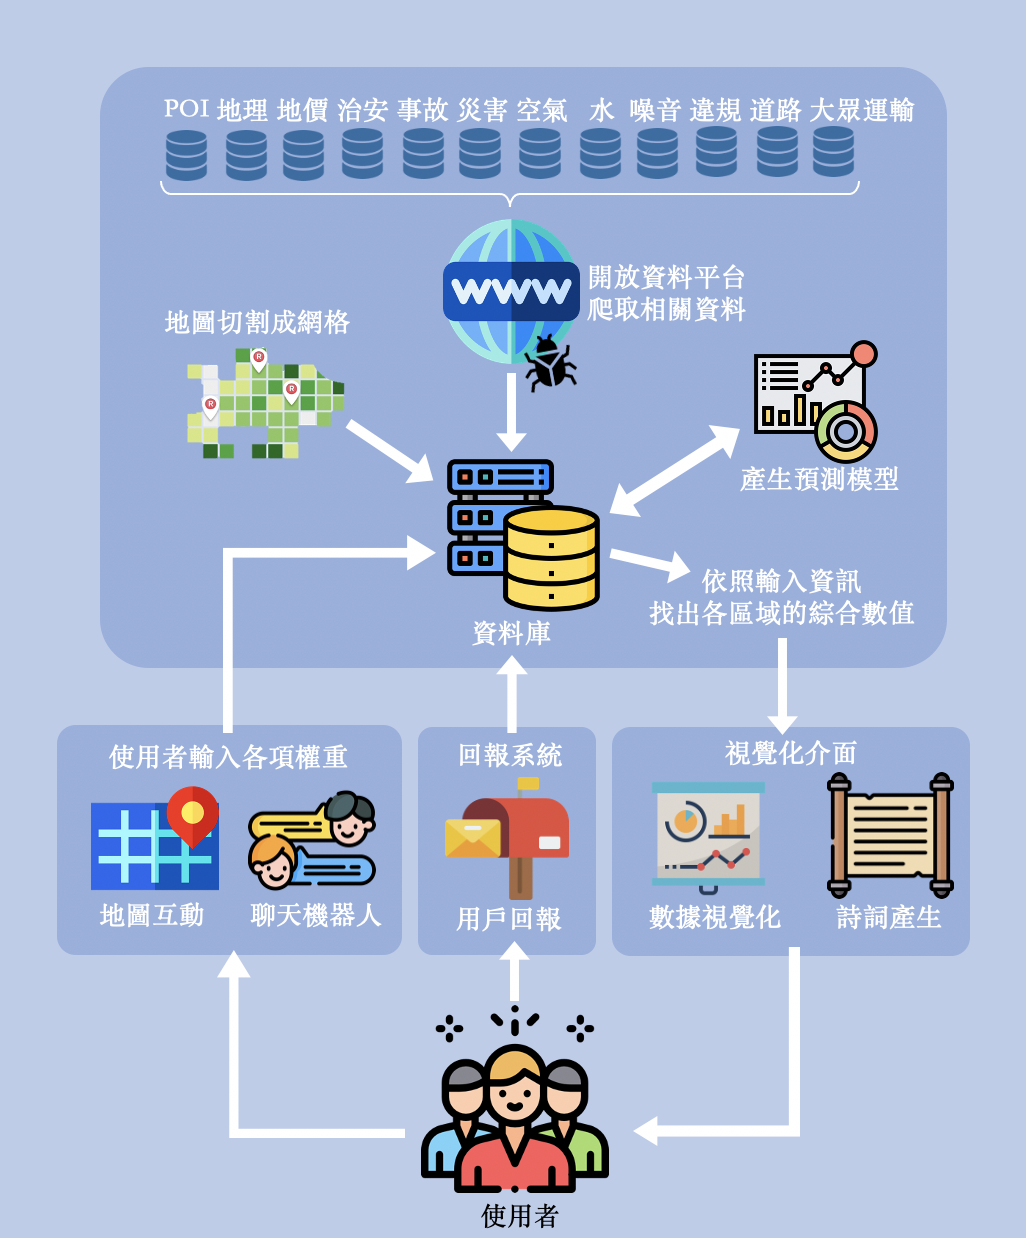 POI 地理 地價 治安 事故 災害 空氣 水 噪音 違規 道路 大眾運輸
WWW
開放資料平台
爬取相關資料
地圖切割成網格
R
R
R
產生預測模型
依照輸入資訊
找出各區域的綜合數值
資料庫
使用者輸入各項權重
回報系統
視覺化介面
地圖互動
聊天機器人
用戶回報
數據視覺化
詩詞產生
使用者